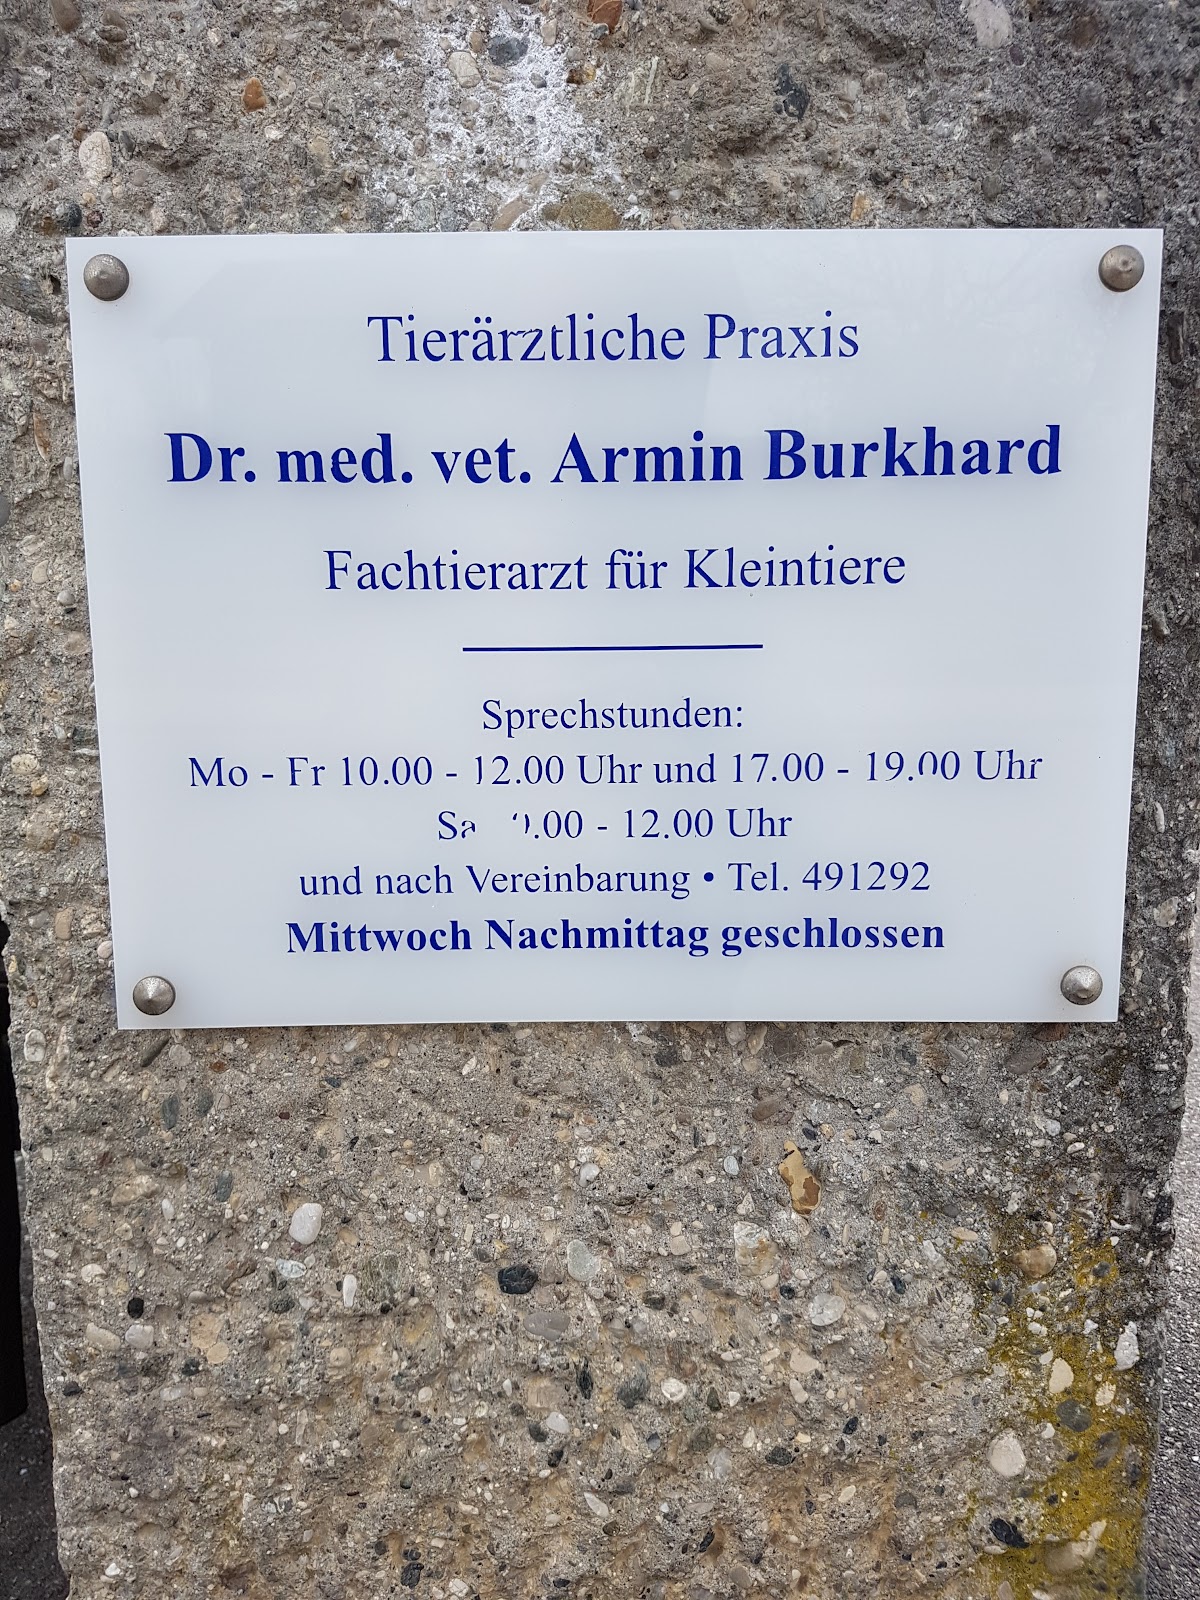 Tierärztliche Praxis
Dr. med. vet. Armin Burkhard
Fachtierarzt für Kleintiere
Sprechstunden:
Mo - Fr 10.00 - 12.00 Uhr und 17.00 - 19.00 Uhr
Sa - 12.00 Uhr
und nach Vereinbarung • Tel. 491292
Mittwoch Nachmittag geschlossen